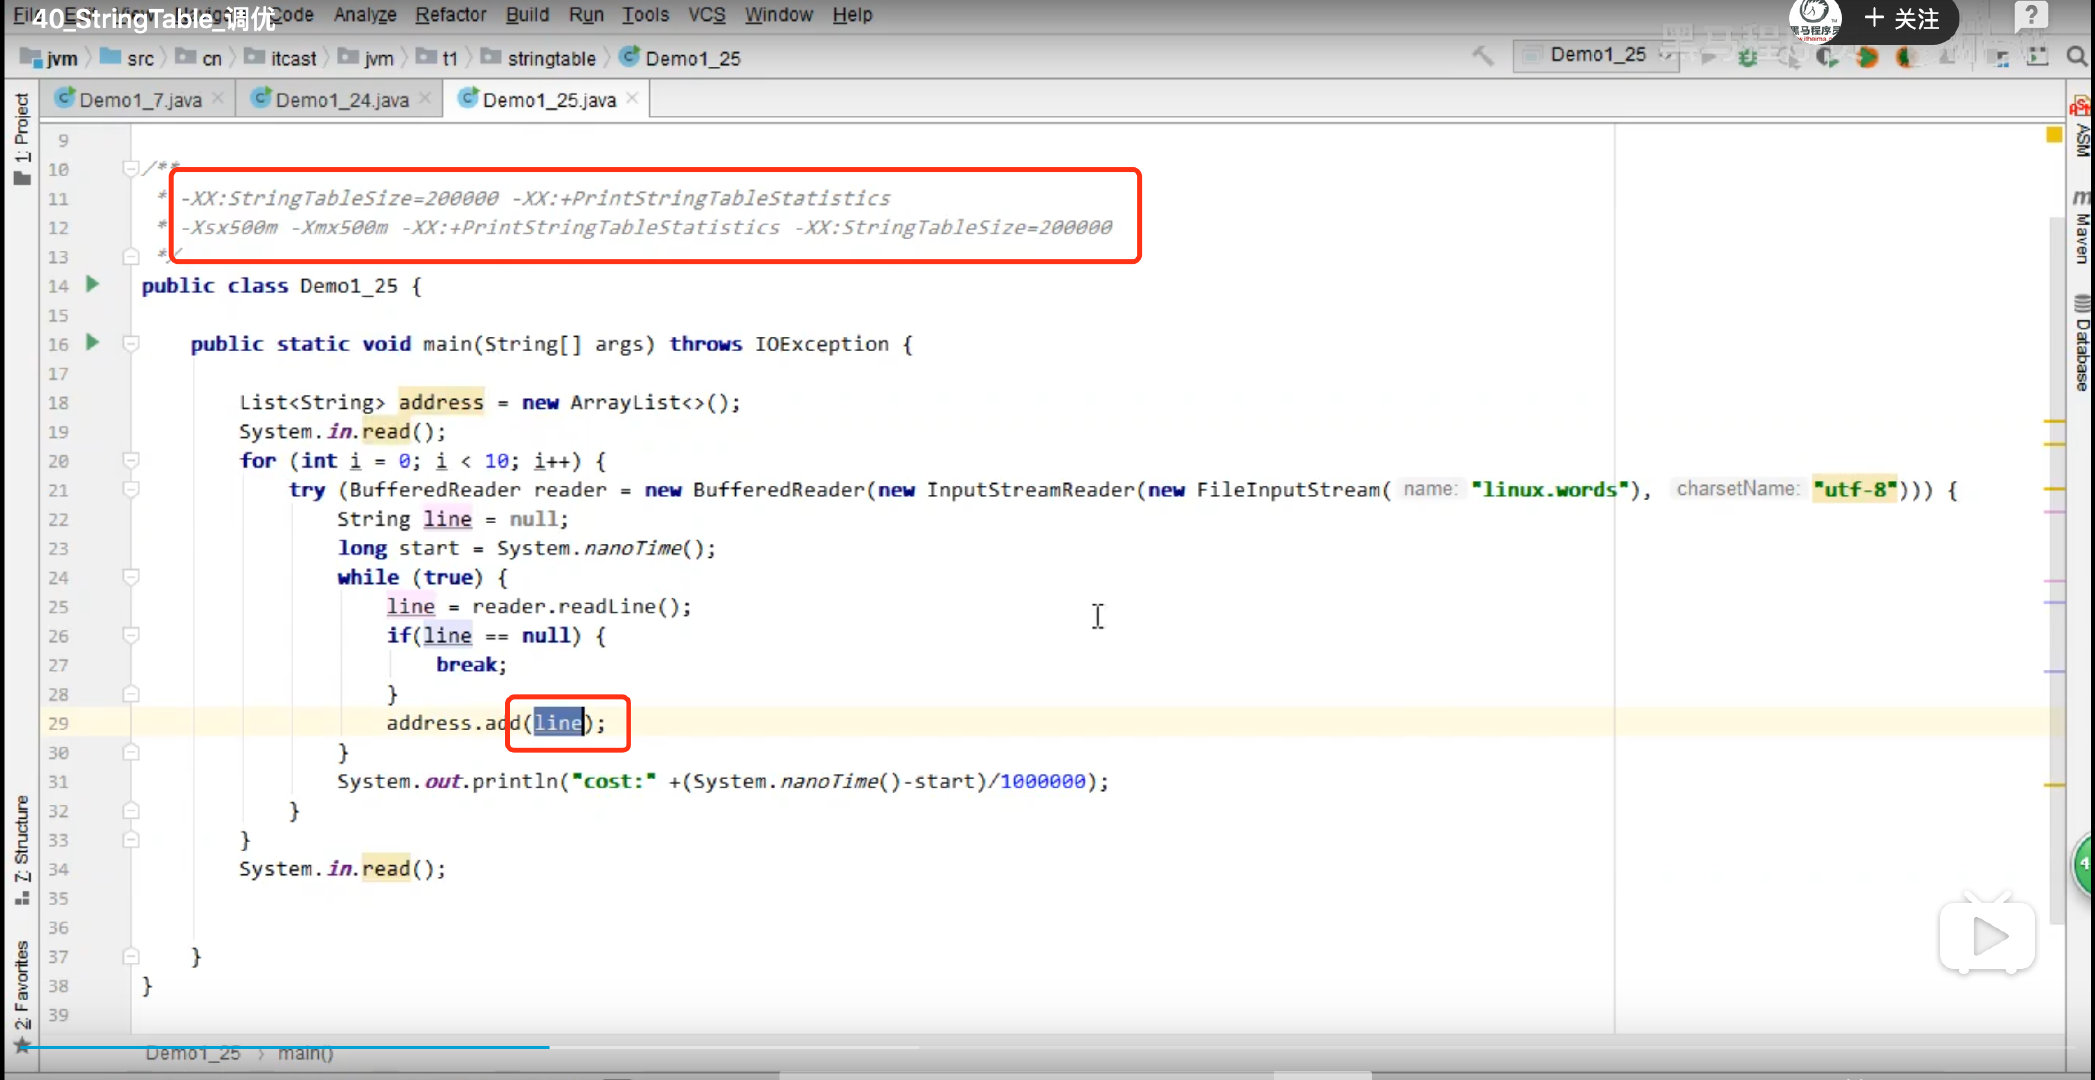 40_StringTable_调优
Code Analyze Refactor Build Run Tools VCS Window Help
+ 关注
黑马程序员
?
jvm src cn itcast jvm t1 stringtable Demo1_25
Demo1_25
Demo1_7.java Demo1_24.java Demo1_25.java
1: Project
7: Structure
2: Favorites
ASM
Maven
Database
9
10 /**
11 * -XX:StringTableSize=200000 -XX:+PrintStringTableStatistics
12 * -Xsx500m -Xmx500m -XX:+PrintStringTableStatistics -XX:StringTableSize=200000
13 */
14 public class Demo1_25 {
15
16 public static void main(String[] args) throws IOException {
17
18 List<String> address = new ArrayList<>();
19 System.in.read();
20 for (int i = 0; i < 10; i++) {
21 try (BufferedReader reader = new BufferedReader(new InputStreamReader(new FileInputStream( name: "linux.words"), charsetName: "utf-8"))) {
22 String line = null;
23 long start = System.nanoTime();
24 while (true) {
25 line = reader.readLine();
26 if(line == null) {
27 break;
28 }
29 address.add(line);
30 }
31 System.out.println("cost:" +(System.nanoTime()-start)/1000000);
32 }
33 }
34 System.in.read();
35
36
37 }
38 }
39
Demo1_25 › main()